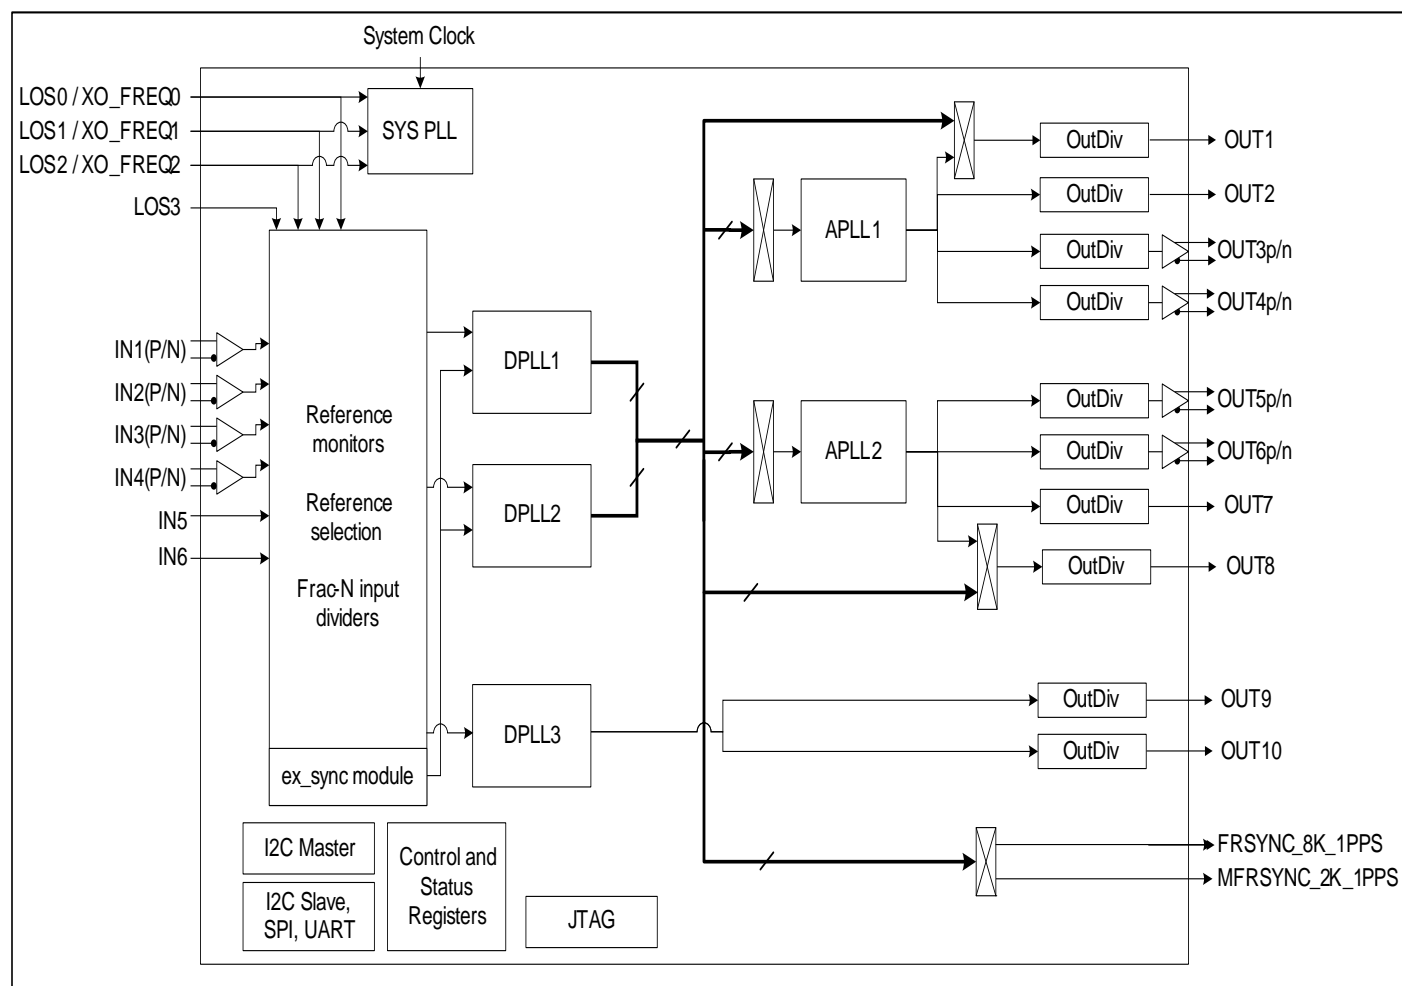 System Clock
LOS0 / XO_FREQ0
LOS1 / XO_FREQ1
LOS2 / XO_FREQ2
LOS3
SYS PLL
IN1(P/N)
IN2(P/N)
IN3(P/N)
IN4(P/N)
IN5
IN6
Reference
monitors
Reference
selection
Frac-N input
dividers
ex_sync module
DPLL1
DPLL2
DPLL3
APLL1
APLL2
OutDiv
OUT1
OutDiv
OUT2
OutDiv
OUT3p/n
OutDiv
OUT4p/n
OutDiv
OUT5p/n
OutDiv
OUT6p/n
OutDiv
OUT7
OutDiv
OUT8
OutDiv
OUT9
OutDiv
OUT10
FRSYNC_8K_1PPS
MFRSYNC_2K_1PPS
I2C Master
I2C Slave,
SPI, UART
Control and
Status
Registers
JTAG